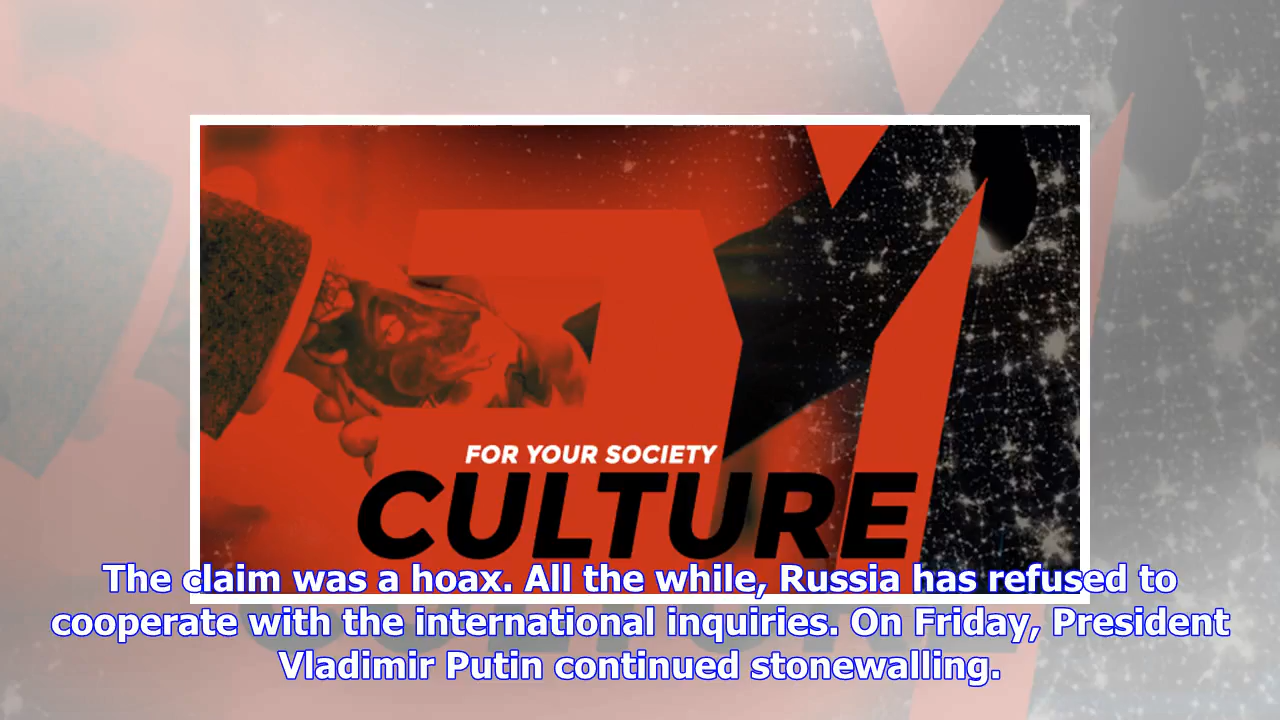 FOR YOUR SOCIETY
CULTURE
The claim was a hoax. All the while, Russia has refused to
cooperate with the international inquiries. On Friday, President
Vladimir Putin continued stonewalling.